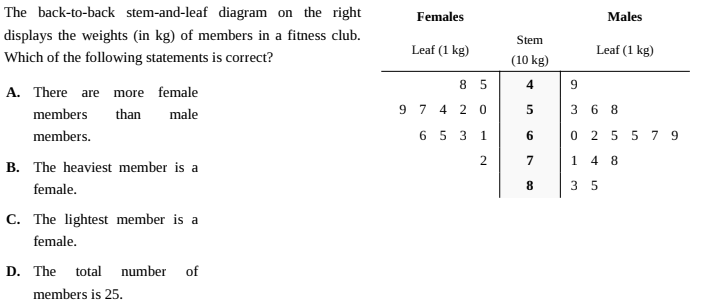 The back-to-back stem-and-leaf diagram on the right
displays the weights (in kg) of members in a fitness club.
Which of the following statements is correct?
A. There are more female
members than male
members.
B. The heaviest member is a
female.
C. The lightest member is a
female.
D. The total number of
members is 25.
Females Males
Leaf (1 kg) Stem (10 kg) Leaf (1 kg)
8 5 4 9
9 7 4 2 0 5 3 6 8
6 5 3 1 6 0 2 5 5 7 9
2 7 1 4 8
8 3 5